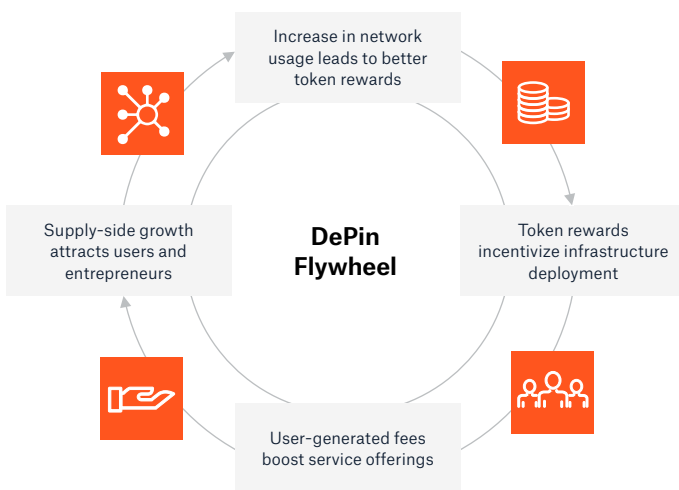 Increase in network
usage leads to better
token rewards
Token rewards
incentivize infrastructure
deployment
User-generated fees
boost service offerings
Supply-side growth
attracts users and
entrepreneurs
DePin
Flywheel